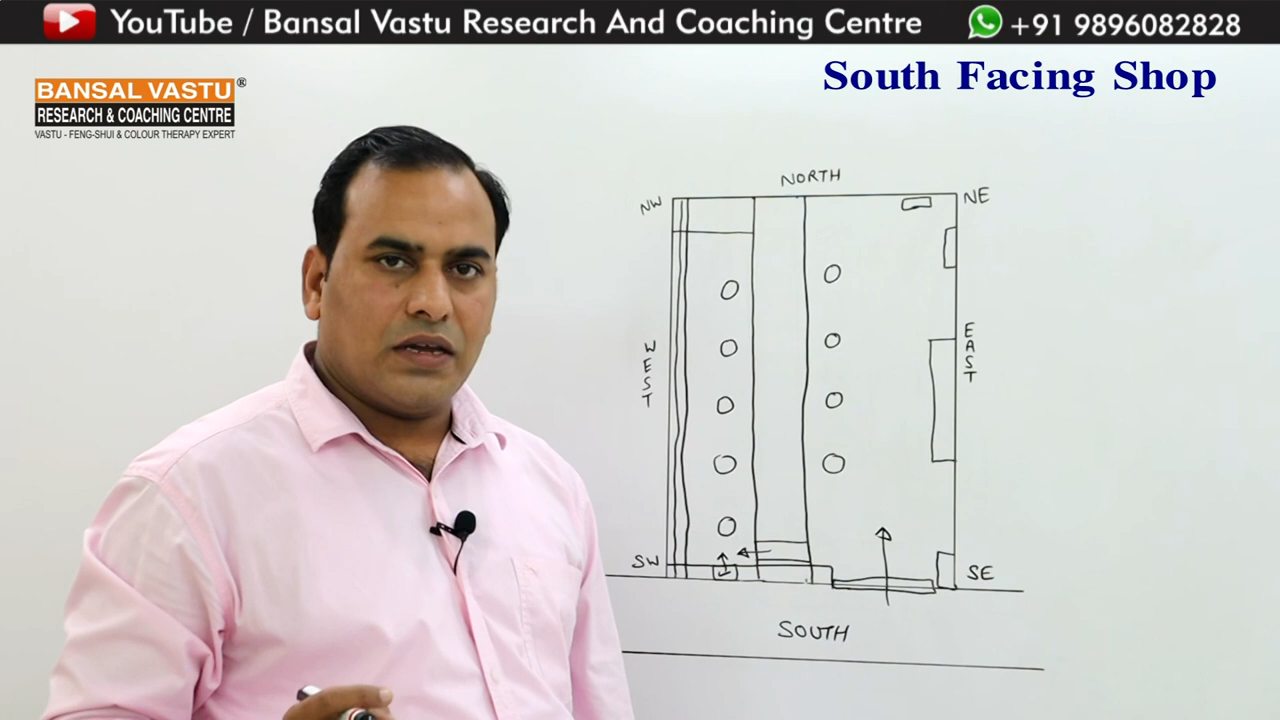 YouTube / Bansal Vastu Research And Coaching Centre +91 9896082828
South Facing Shop
BANSAL VASTU®
RESEARCH & COACHING CENTRE
VASTU - FENG-SHUI & COLOUR THERAPY EXPERT
NORTH
NW
NE
WEST
EAST
SW
SE
SOUTH